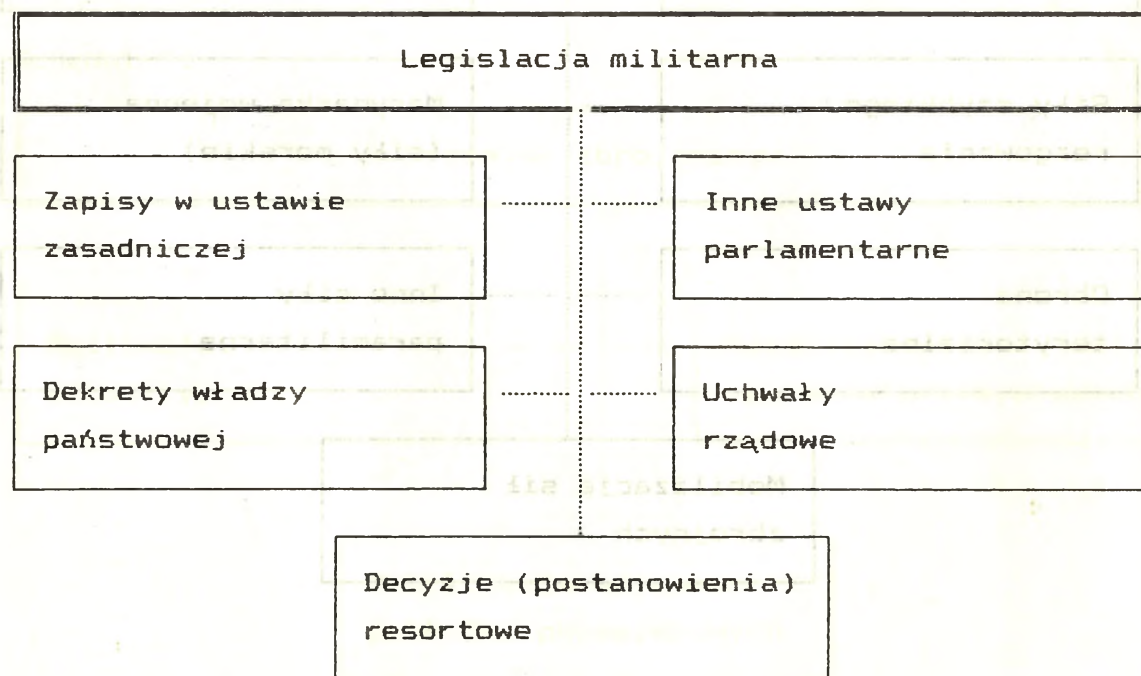 Legislacja militarna
Zapisy w ustawie
zasadniczej
Inne ustawy
parlamentarne
Dekrety władzy
państwowej
Uchwały
rządowe
Decyzje (postanowienia)
resortowe